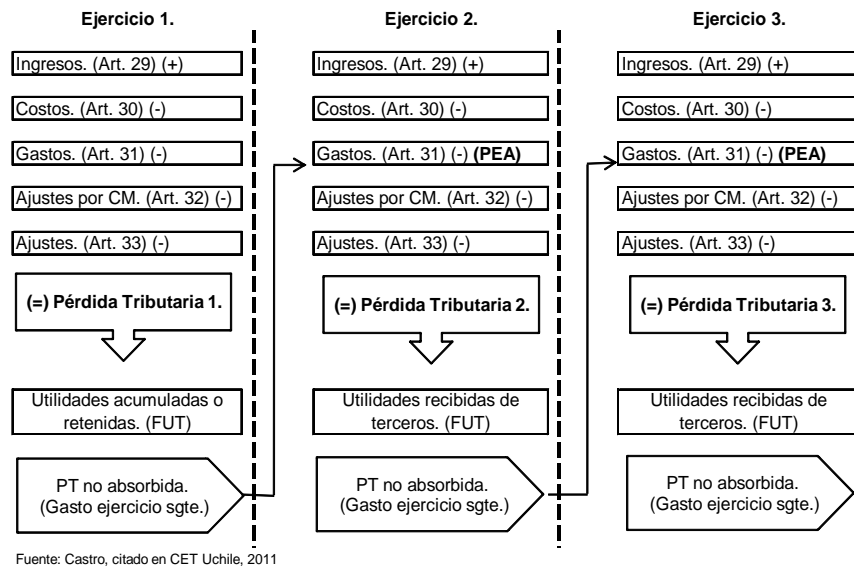 Ejercicio 1.
Ingresos. (Art. 29) (+)
Costos. (Art. 30) (-)
Gastos. (Art. 31) (-)
Ajustes por CM. (Art. 32) (-)
Ajustes. (Art. 33) (-)
(=) Pérdida Tributaria 1.
Utilidades acumuladas o
retenidas. (FUT)
PT no absorbida.
(Gasto ejercicio sgte.)
Ejercicio 2.
Ingresos. (Art. 29) (+)
Costos. (Art. 30) (-)
Gastos. (Art. 31) (-) (PEA)
Ajustes por CM. (Art. 32) (-)
Ajustes. (Art. 33) (-)
(=) Pérdida Tributaria 2.
Utilidades recibidas de
terceros. (FUT)
PT no absorbida.
(Gasto ejercicio sgte.)
Ejercicio 3.
Ingresos. (Art. 29) (+)
Costos. (Art. 30) (-)
Gastos. (Art. 31) (-) (PEA)
Ajustes por CM. (Art. 32) (-)
Ajustes. (Art. 33) (-)
(=) Pérdida Tributaria 3.
Utilidades recibidas de
terceros. (FUT)
PT no absorbida.
(Gasto ejercicio sgte.)
Fuente: Castro, citado en CET Uchile, 2011